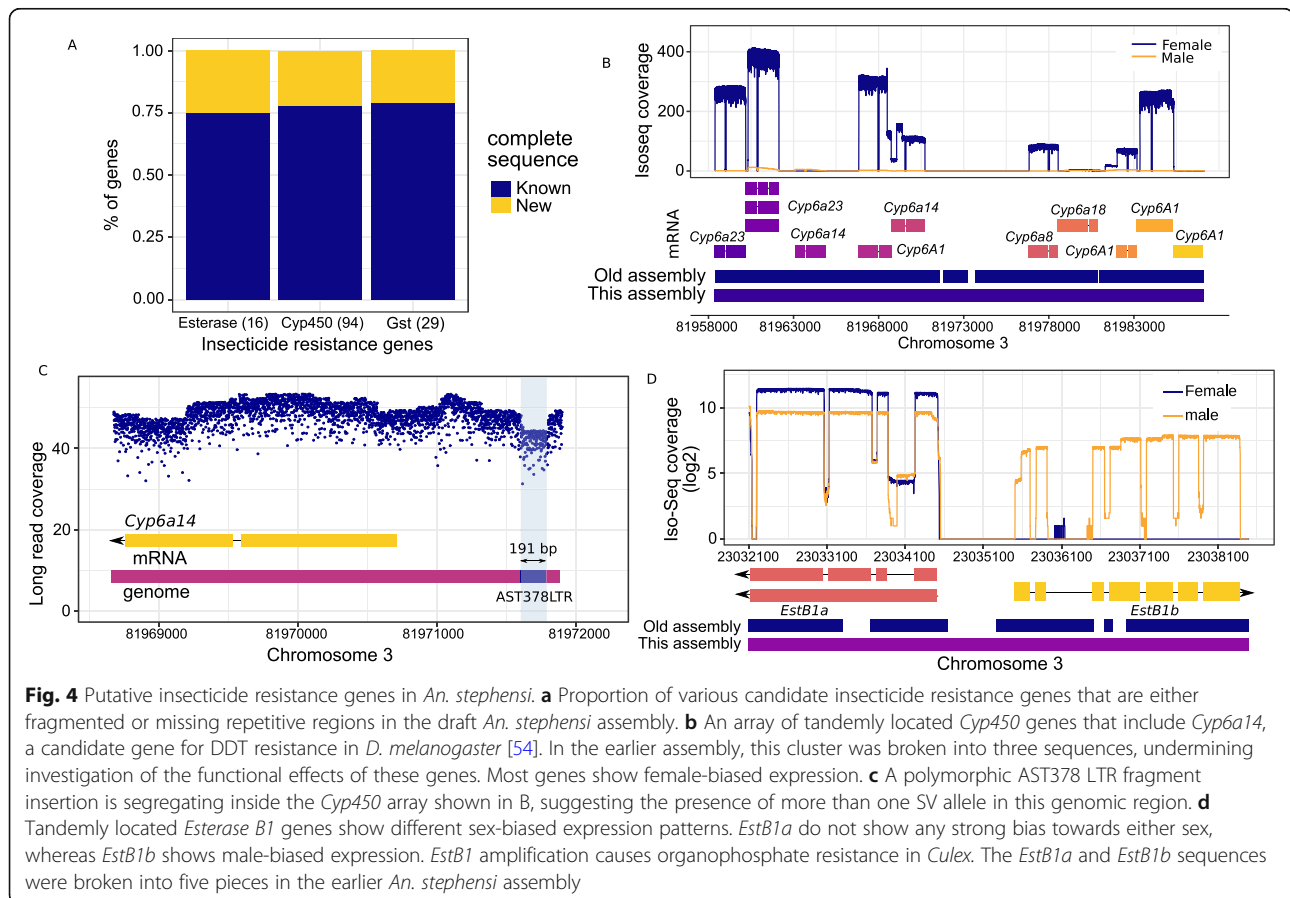 A
1.00
0.75
0.50
0.25
0.00
% of genes
Esterase (16) Cyp450 (94) Gst (29)
Insecticide resistance genes
complete
sequence
Known
New
B
Isoseq coverage
400
200
0
Female
Male
mRNA
Cyp6a23
Cyp6a23
Cyp6a14
Cyp6a14
Cyp6A1
Cyp6a18
Cyp6a8
Cyp6A1
Cyp6A1
Cyp6A1
Old assembly
This assembly
81958000 81963000 81968000 81973000 81978000 81983000
Chromosome 3
C
Long read coverage
40
20
0
Cyp6a14
mRNA
191 bp
genome
AST378LTR
81969000 81970000 81971000 81972000
Chromosome 3
D
Iso-Seq coverage
(log2)
10
5
0
Female
male
23032100 23033100 23034100 23035100 23036100 23037100 23038100
EstB1a
EstB1b
Old assembly
This assembly
Chromosome 3
Fig. 4 Putative insecticide resistance genes in An. stephensi. a Proportion of various candidate insecticide resistance genes that are either
fragmented or missing repetitive regions in the draft An. stephensi assembly. b An array of tandemly located Cyp450 genes that include Cyp6a14,
a candidate gene for DDT resistance in D. melanogaster [54]. In the earlier assembly, this cluster was broken into three sequences, undermining
investigation of the functional effects of these genes. Most genes show female-biased expression. c A polymorphic AST378 LTR fragment
insertion is segregating inside the Cyp450 array shown in B, suggesting the presence of more than one SV allele in this genomic region. d
Tandemly located Esterase B1 genes show different sex-biased expression patterns. EstB1a do not show any strong bias towards either sex,
whereas EstB1b shows male-biased expression. EstB1 amplification causes organophosphate resistance in Culex. The EstB1a and EstB1b sequences
were broken into five pieces in the earlier An. stephensi assembly